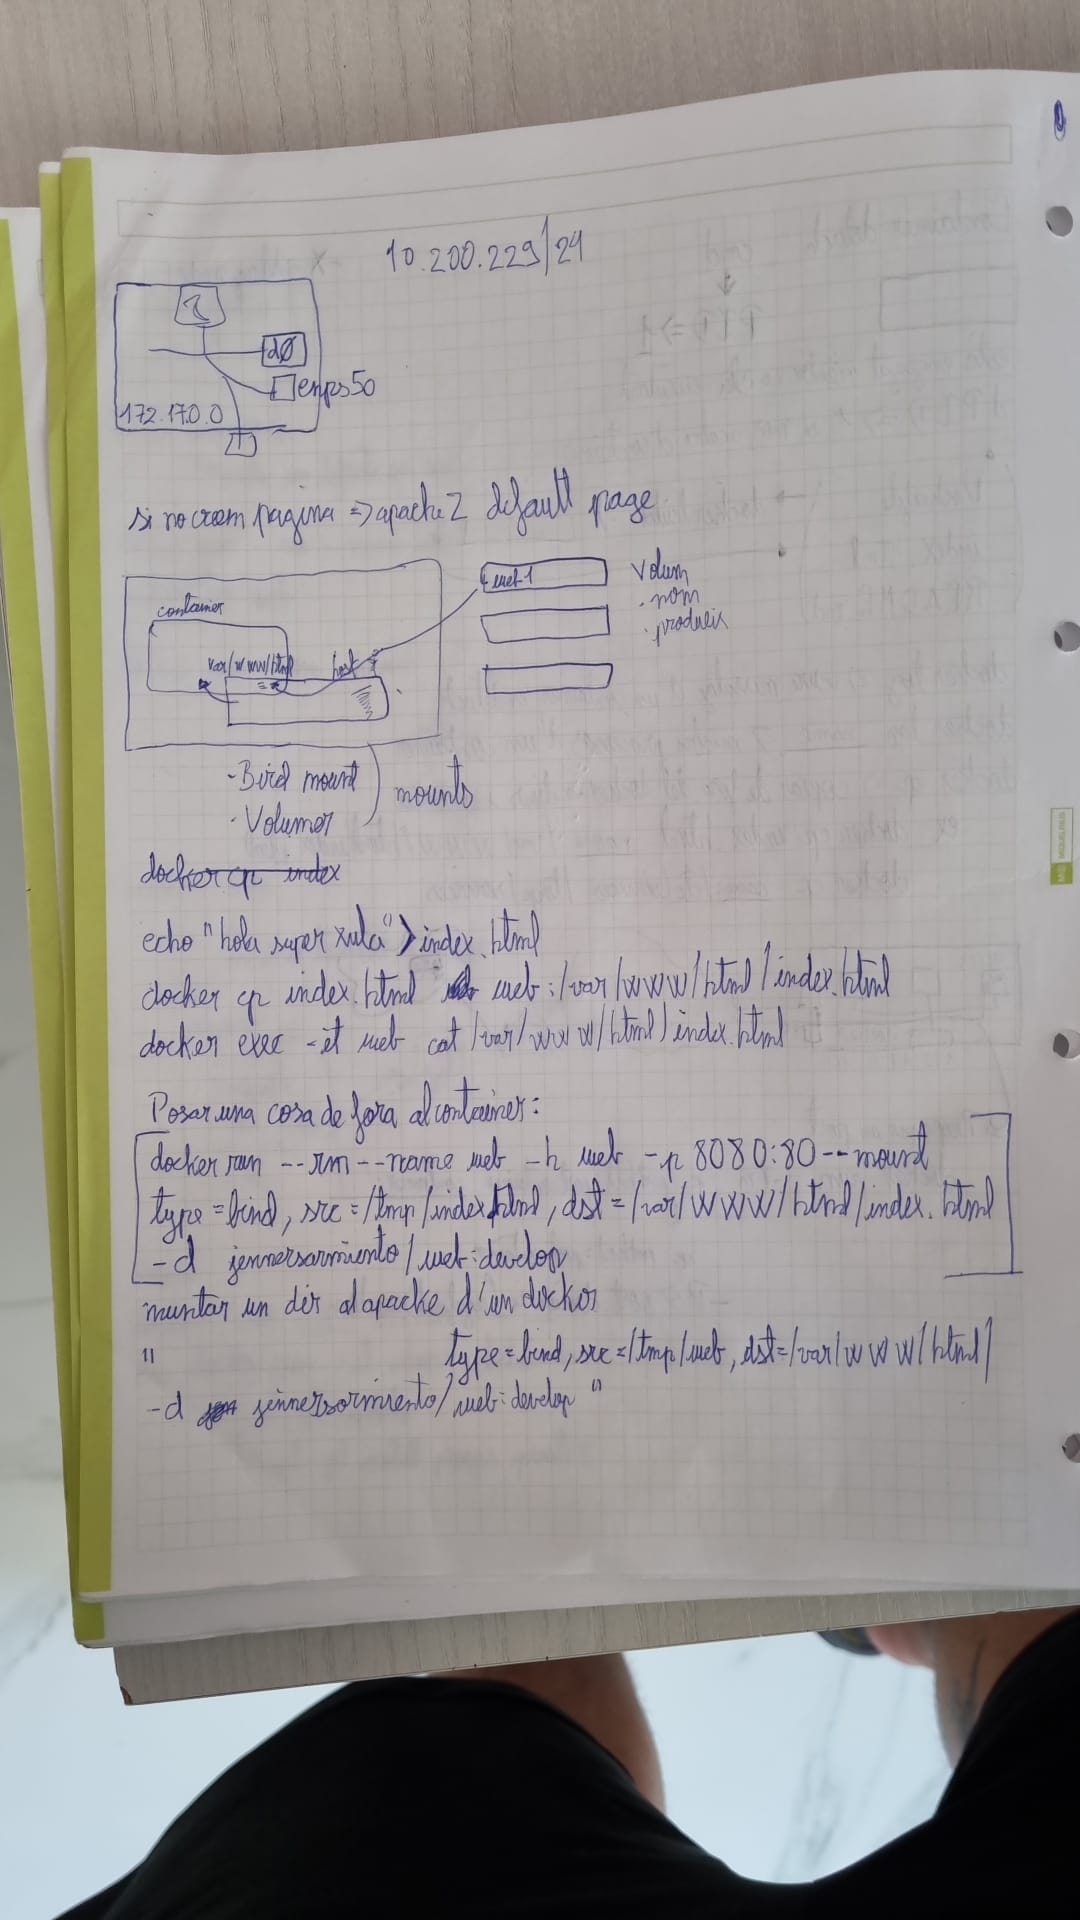 10.200.229/24
d0
enps50
172.17.0.0
si no crem pagina => apache2 default page
container
var/www/html
host
web1
Volum
. nom
. produeix
- Bind mount
. Volumes
mounts
docker cp index
echo "hola super xula" > index.html
docker cp index.html web:/var/www/html/index.html
docker exec -it web cat /var/www/html/index.html
Posar una cosa de fora al container:
docker run --rm --name web -h web -p 8080:80 --mount
type=bind, src=/tmp/index.html, dst=/var/www/html/index.html
-d jennersarmiento/web:develop
muntar un dir al apache d'un docker
" type=bind, src=/tmp/web, dst=/var/www/html/
-d jennersarmiento/web:develop "